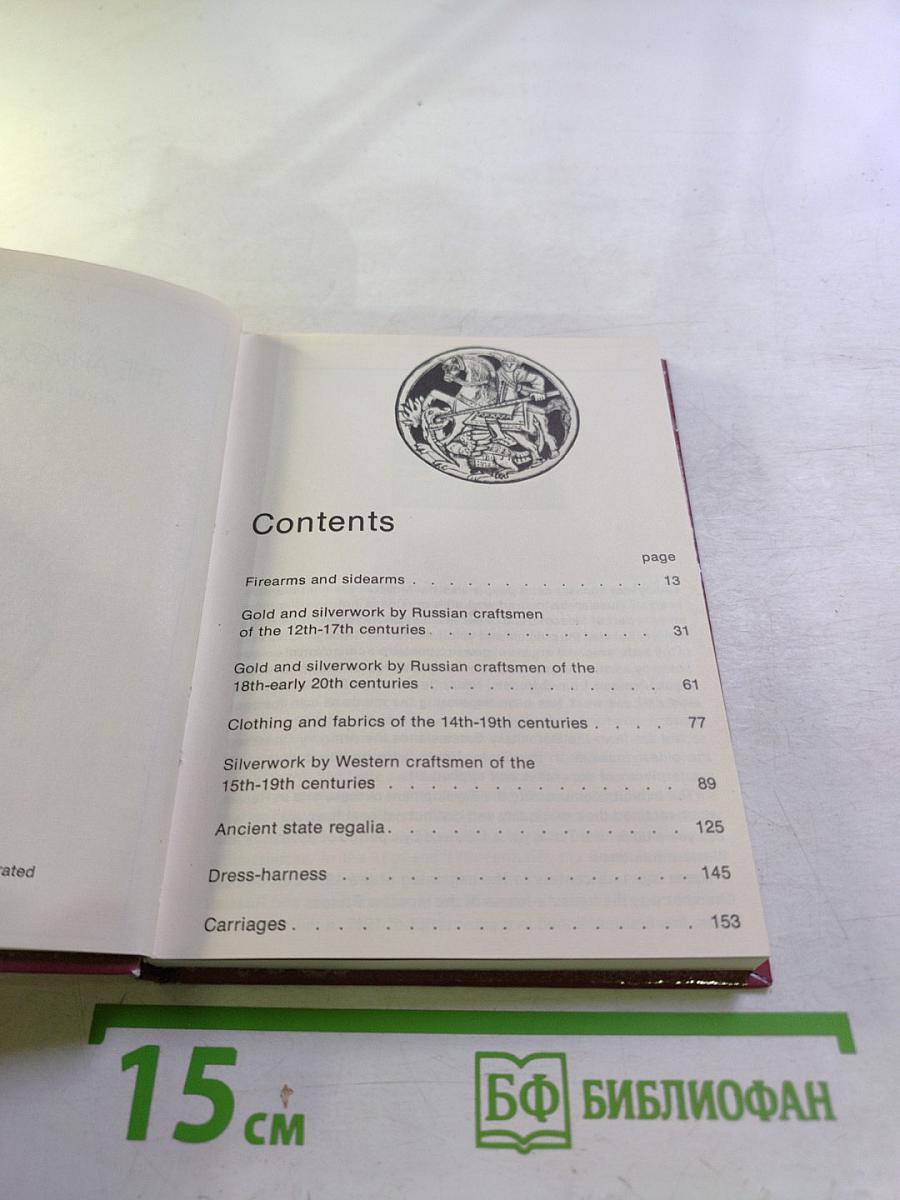 Contents
page
Firearms and sidearms . . . . . . . . . . . . . 13
Gold and silverwork by Russian craftsmen
of the 12th-17th centuries . . . . . . . . . . . . 31
Gold and silverwork by Russian craftsmen of the
18th-early 20th centuries . . . . . . . . . . . . 61
Clothing and fabrics of the 14th-19th centuries . . . . 77
Silverwork by Western craftsmen of the
15th-19th centuries . . . . . . . . . . . . . . 89
Ancient state regalia . . . . . . . . . . . . . . 125
Dress-harness . . . . . . . . . . . . . . . . 145
Carriages . . . . . . . . . . . . . . . . . . 153
rated
15 см
БФ БИБЛИОФАН